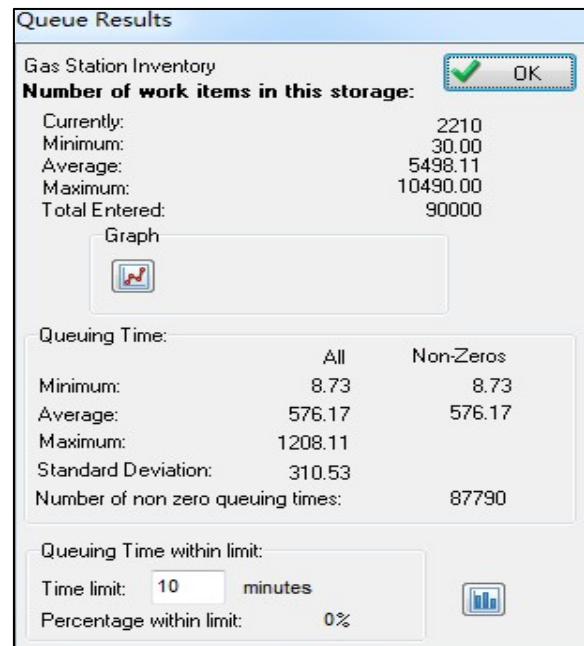 Queue Results
Gas Station Inventory
OK
Number of work items in this storage:
Currently: 2210
Minimum: 30.00
Average: 5498.11
Maximum: 10490.00
Total Entered: 90000
Graph
Queuing Time:
All Non-Zeros
Minimum: 8.73 8.73
Average: 576.17 576.17
Maximum: 1208.11
Standard Deviation: 310.53
Number of non zero queuing times: 87790
Queuing Time within limit:
Time limit: 10 minutes
Percentage within limit: 0%